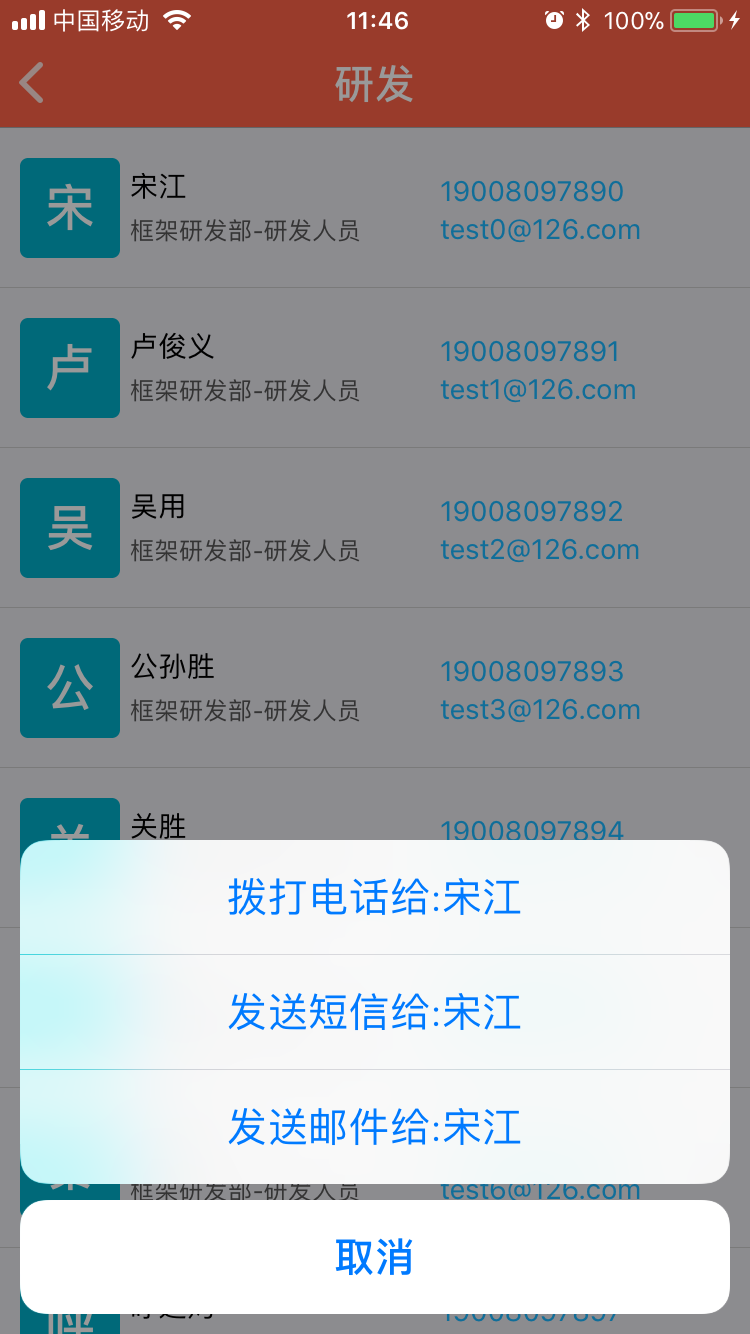 中国移动 11:46 100%
研发
宋
宋江
框架研发部-研发人员
19008097890
test0@126.com
卢
卢俊义
框架研发部-研发人员
19008097891
test1@126.com
吴
吴用
框架研发部-研发人员
19008097892
test2@126.com
公
公孙胜
框架研发部-研发人员
19008097893
test3@126.com
关胜
19008097894
拨打电话给:宋江
发送短信给:宋江
发送邮件给:宋江
框架研发部-研发人员
test6@126.com
取消
19008097897